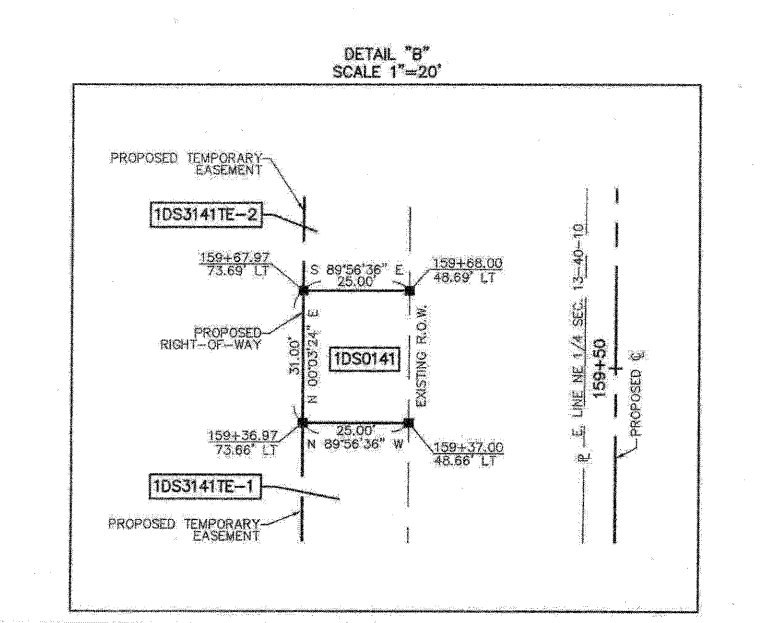 DETAIL "B"
SCALE 1"=20'
PROPOSED TEMPORARY
EASEMENT
1DS3141TE-2
159+67.97
73.69' LT
S 89°56'36" E
25.00'
159+68.00
48.69' LT
PROPOSED
RIGHT-OF-WAY
31.00'
N 00°03'24" E
1DS0141
EXISTING R.O.W.
159+36.97
73.66' LT
25.00'
N 89°56'36" W
159+37.00
48.66' LT
1DS3141TE-1
PROPOSED TEMPORARY
EASEMENT
E. LINE NE 1/4 SEC. 13-40-10
159+50
PROPOSED ℄